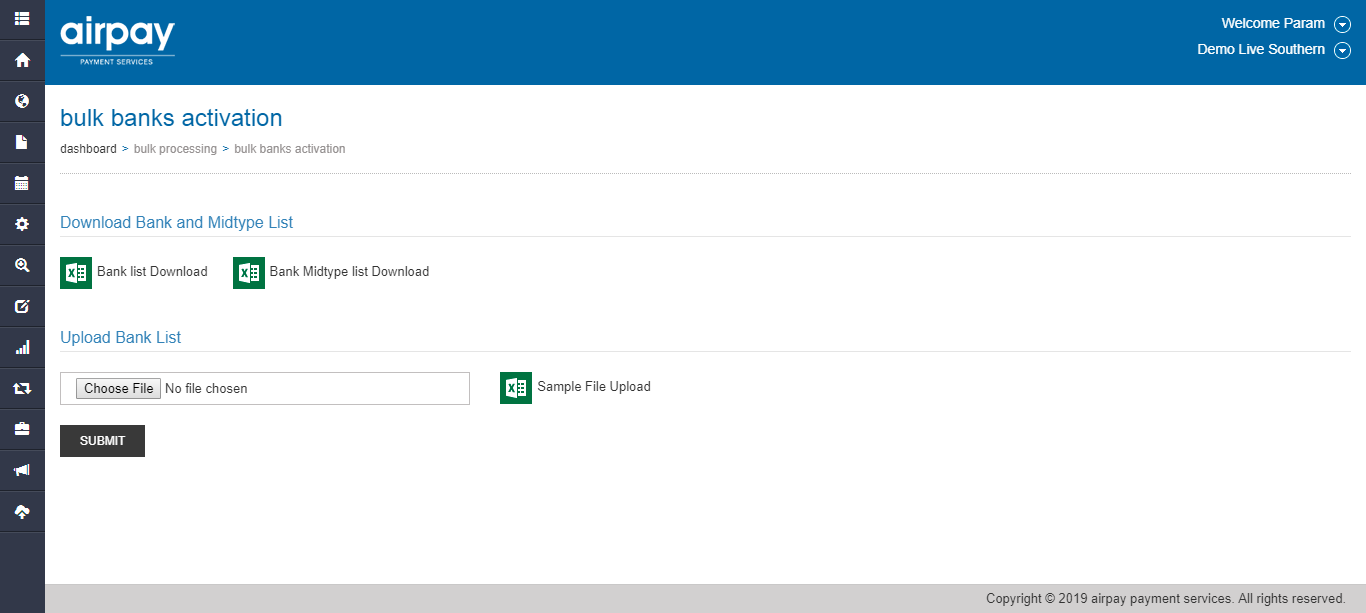 airpay
PAYMENT SERVICES
Welcome Param
Demo Live Southern
bulk banks activation
dashboard > bulk processing > bulk banks activation
Download Bank and Midtype List
Bank list Download Bank Midtype list Download
Upload Bank List
Choose File No file chosen Sample File Upload
SUBMIT
Copyright © 2019 airpay payment services. All rights reserved.